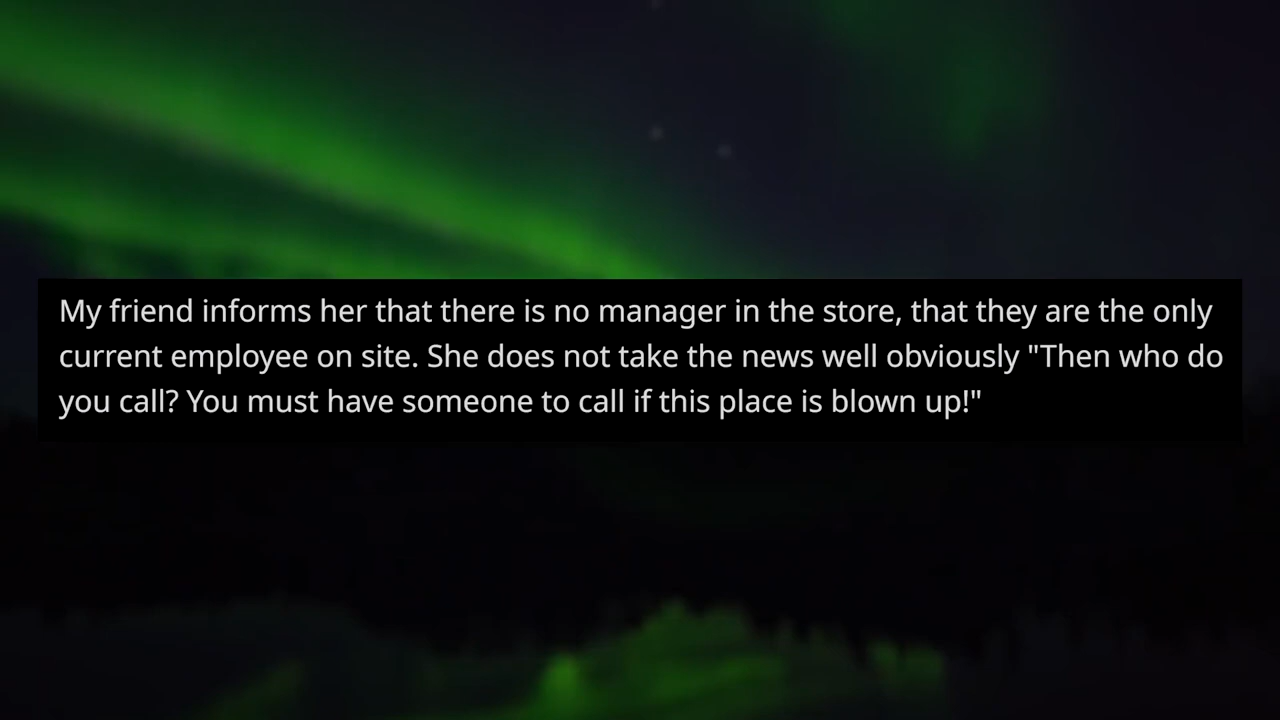 My friend informs her that there is no manager in the store, that they are the only
current employee on site. She does not take the news well obviously "Then who do
you call? You must have someone to call if this place is blown up!"